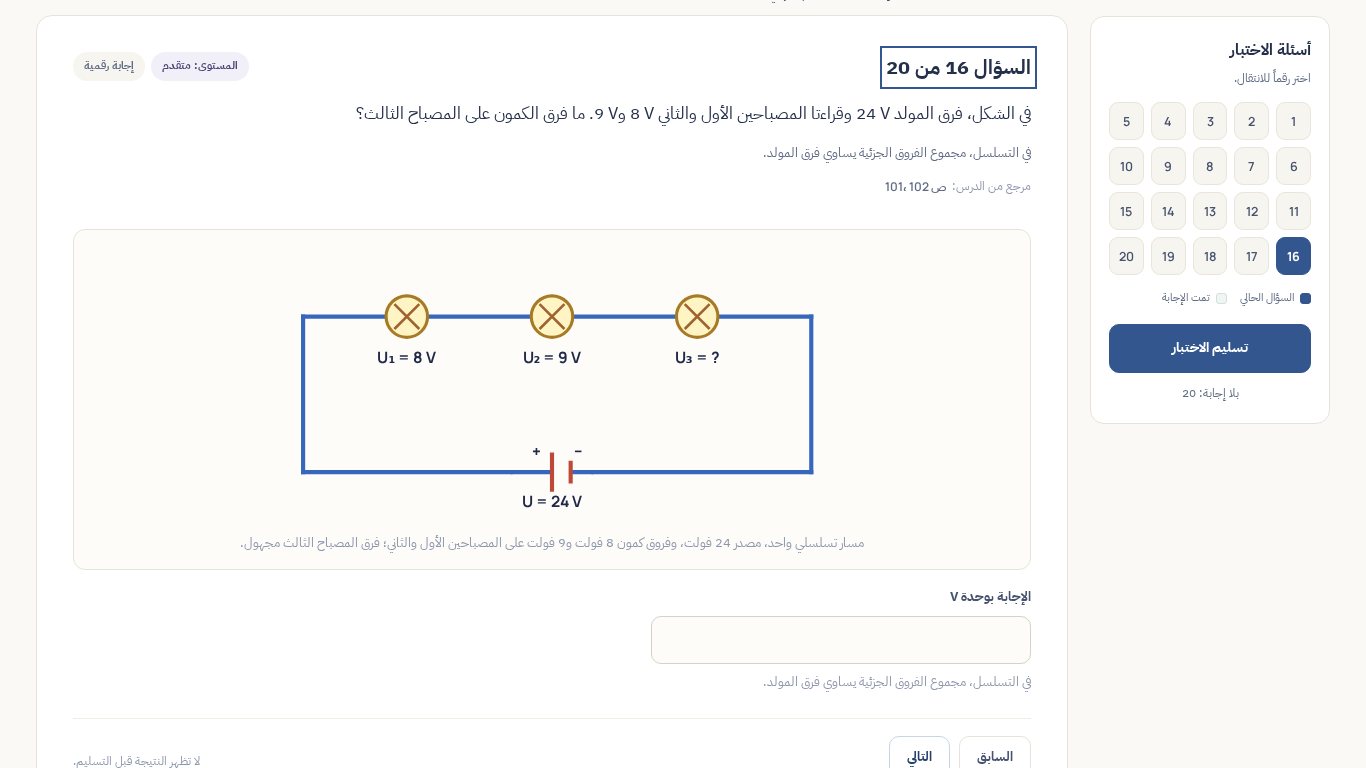 أسئلة الاختبار
اختر رقماً للانتقال.
1 2 3 4 5
6 7 8 9 10
11 12 13 14 15
16 17 18 19 20
السؤال الحالي تمت الإجابة
تسليم الاختبار
بلا إجابة: 20
السؤال 16 من 20
المستوى: متقدم
إجابة رقمية
في الشكل، فرق المولد 24 V وقراءتا المصباحين الأول والثاني 8 V و9 V. ما فرق الكمون على المصباح الثالث؟
في التسلسل، مجموع الفروق الجزئية يساوي فرق المولد.
مرجع من الدرس: ص 102 ،101
U₁ = 8 V U₂ = 9 V U₃ = ?
+ −
U = 24 V
مسار تسلسلي واحد، مصدر 24 فولت، وفروق كمون 8 فولت و9 فولت على المصباحين الأول والثاني؛ فرق المصباح الثالث مجهول.
الإجابة بوحدة V
في التسلسل، مجموع الفروق الجزئية يساوي فرق المولد.
السابق
التالي
لا تظهر النتيجة قبل التسليم.